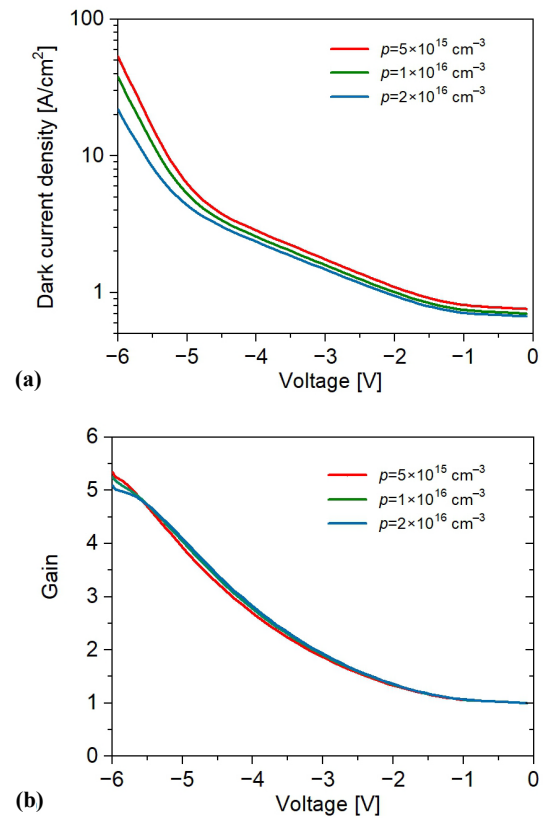 100
10
1
Dark current density [A/cm²]
p=5×10¹⁵ cm⁻³
p=1×10¹⁶ cm⁻³
p=2×10¹⁶ cm⁻³
−6 −5 −4 −3 −2 −1 0
Voltage [V]
(a)
6
5
4
3
2
1
0
Gain
p=5×10¹⁵ cm⁻³
p=1×10¹⁶ cm⁻³
p=2×10¹⁶ cm⁻³
−6 −5 −4 −3 −2 −1 0
Voltage [V]
(b)